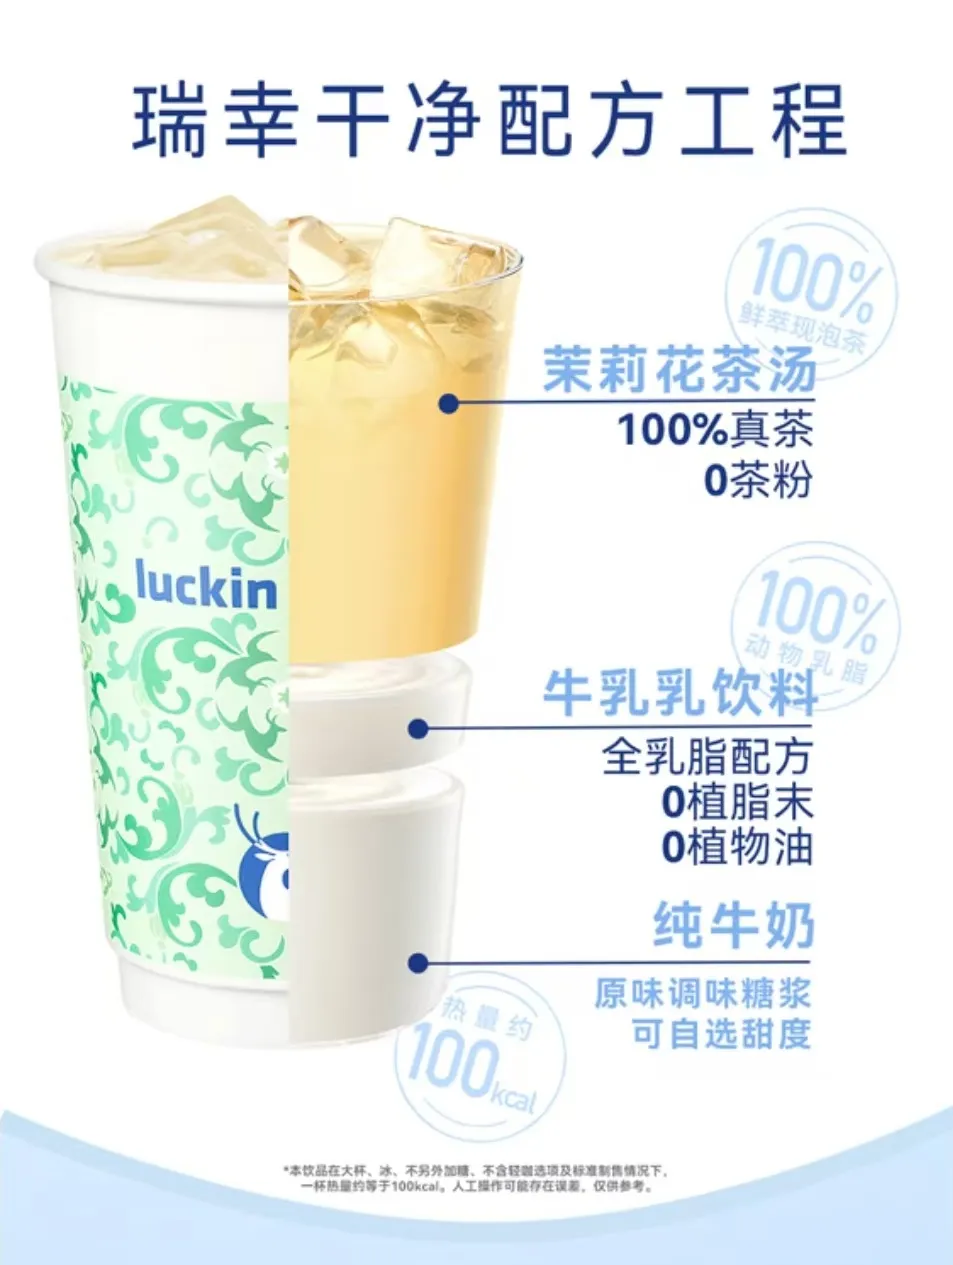 瑞幸干净配方工程
100%
鲜萃现泡茶
茉莉花茶汤
100%真茶
0茶粉
luckin
100%
动物乳脂
牛乳乳饮料
全乳脂配方
0植脂末
0植物油
纯牛奶
原味调味糖浆
可自选甜度
热量约
100kcal
*本饮品在大杯、冰、不另外加糖、不含轻咖选项及标准制售情况下，
一杯热量约等于100kcal。人工操作可能存在误差，仅供参考。